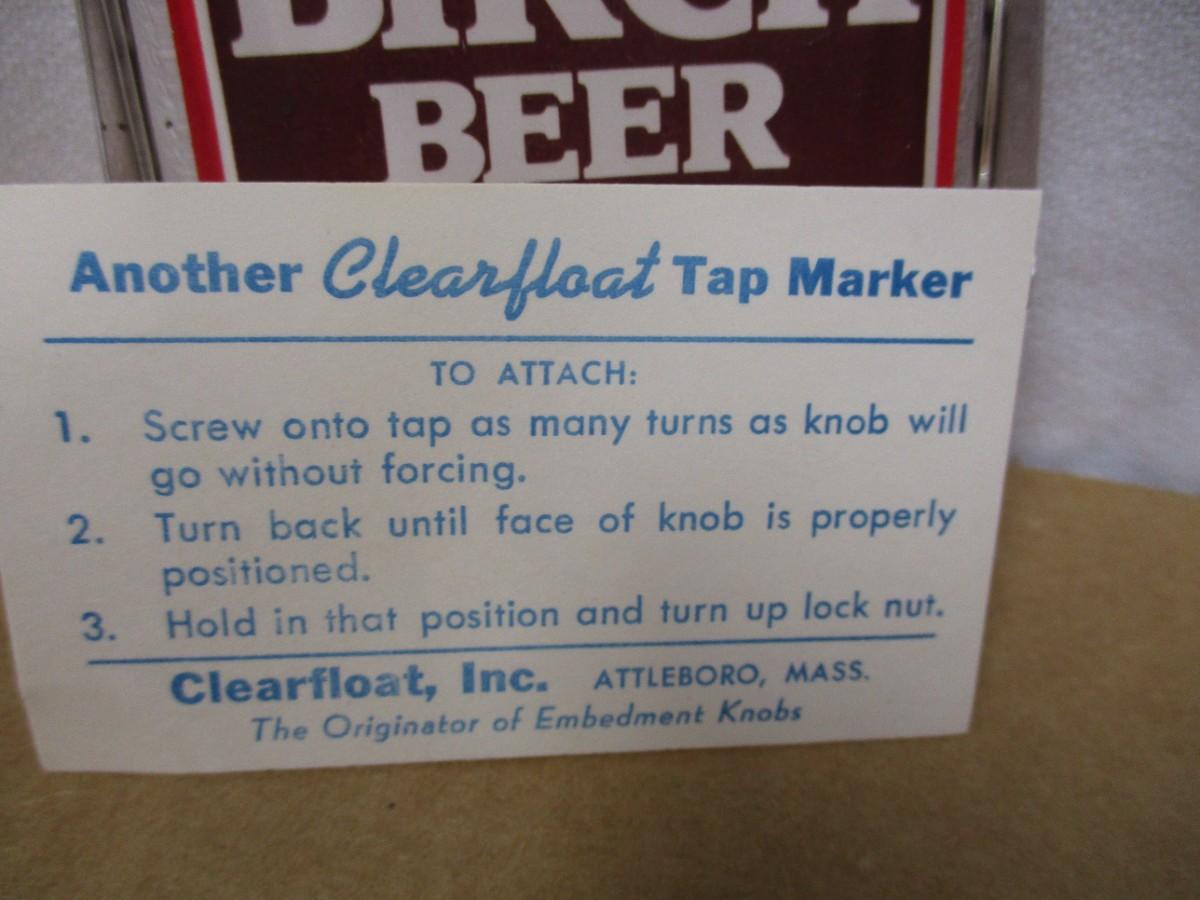 BIRCH
BEER
Another Clearfloat Tap Marker
TO ATTACH:
1. Screw onto tap as many turns as knob will
go without forcing.
2. Turn back until face of knob is properly
positioned.
3. Hold in that position and turn up lock nut.
Clearfloat, Inc. ATTLEBORO, MASS.
The Originator of Embedment Knobs